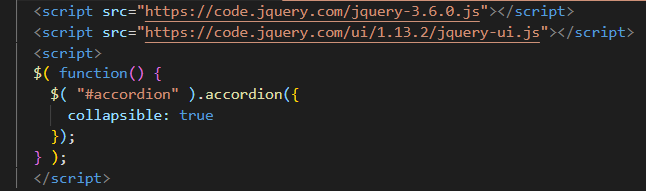 <script src="https://code.jquery.com/jquery-3.6.0.js"></script>
<script src="https://code.jquery.com/ui/1.13.2/jquery-ui.js"></script>
<script>
$( function() {
  $( "#accordion" ).accordion({
    collapsible: true
  });
} );
</script>